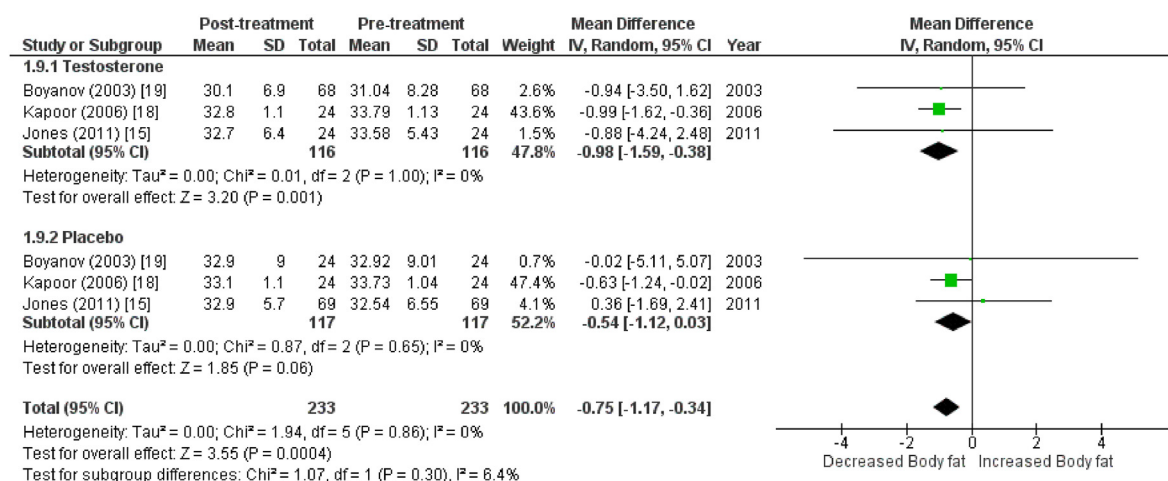 Post-treatment Pre-treatment Mean Difference Mean Difference
Study or Subgroup Mean SD Total Mean SD Total Weight IV, Random, 95% CI Year IV, Random, 95% CI
1.9.1 Testosterone
Boyanov (2003) [19] 30.1 6.9 68 31.04 8.28 68 2.6% -0.94 [-3.50, 1.62] 2003
Kapoor (2006) [18] 32.8 1.1 24 33.79 1.13 24 43.6% -0.99 [-1.62, -0.36] 2006
Jones (2011) [15] 32.7 6.4 24 33.58 5.43 24 1.5% -0.88 [-4.24, 2.48] 2011
Subtotal (95% CI) 116 116 47.8% -0.98 [-1.59, -0.38]
Heterogeneity: Tau² = 0.00; Chi² = 0.01, df = 2 (P = 1.00); I² = 0%
Test for overall effect: Z = 3.20 (P = 0.001)
1.9.2 Placebo
Boyanov (2003) [19] 32.9 9 24 32.92 9.01 24 0.7% -0.02 [-5.11, 5.07] 2003
Kapoor (2006) [18] 33.1 1.1 24 33.73 1.04 24 47.4% -0.63 [-1.24, -0.02] 2006
Jones (2011) [15] 32.9 5.7 69 32.54 6.55 69 4.1% 0.36 [-1.69, 2.41] 2011
Subtotal (95% CI) 117 117 52.2% -0.54 [-1.12, 0.03]
Heterogeneity: Tau² = 0.00; Chi² = 0.87, df = 2 (P = 0.65); I² = 0%
Test for overall effect: Z = 1.85 (P = 0.06)
Total (95% CI) 233 233 100.0% -0.75 [-1.17, -0.34]
Heterogeneity: Tau² = 0.00; Chi² = 1.94, df = 5 (P = 0.86); I² = 0%
Test for overall effect: Z = 3.55 (P = 0.0004)
Test for subgroup differences: Chi² = 1.07, df = 1 (P = 0.30), I² = 6.4%
-4 -2 0 2 4
Decreased Body fat Increased Body fat